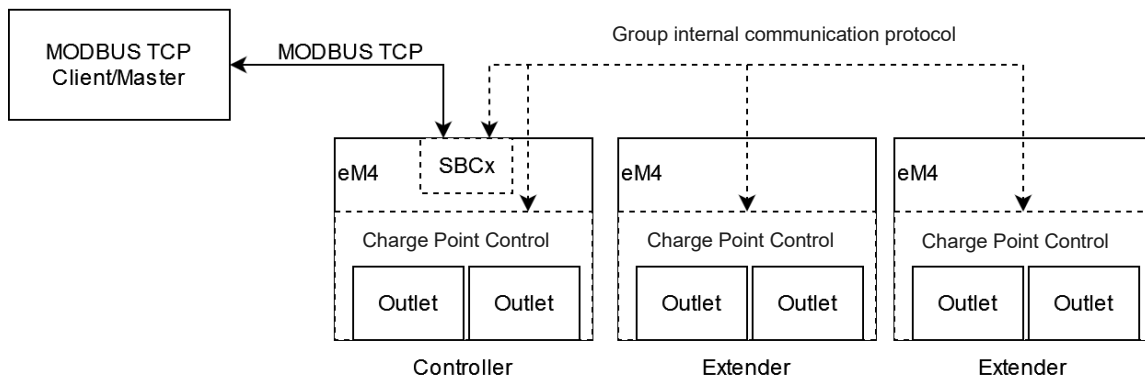 MODBUS TCP
Client/Master
MODBUS TCP
Group internal communication protocol
SBCx
eM4
eM4
eM4
Charge Point Control
Charge Point Control
Charge Point Control
Outlet
Outlet
Outlet
Outlet
Outlet
Outlet
Controller
Extender
Extender